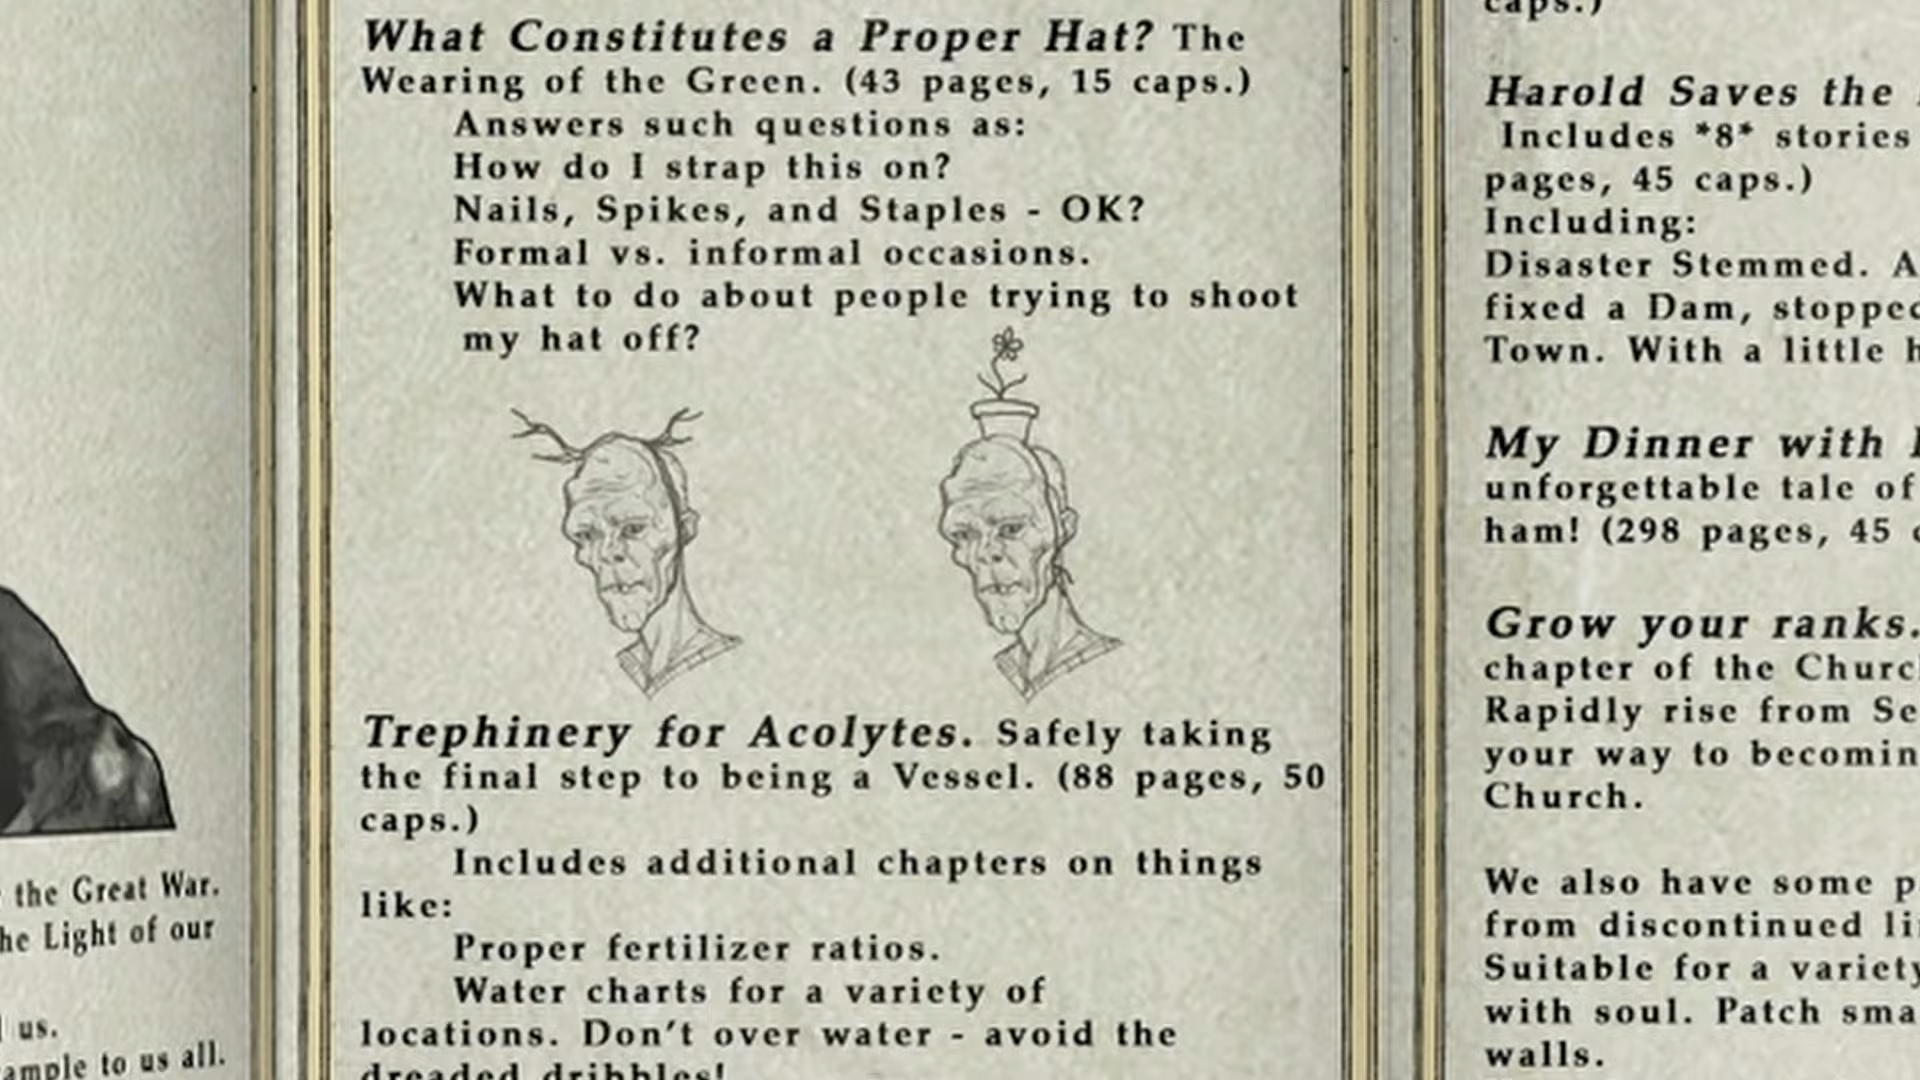 the Great War.
he Light of our
us.
ample to us all.
What Constitutes a Proper Hat? The
Wearing of the Green. (43 pages, 15 caps.)
Answers such questions as:
How do I strap this on?
Nails, Spikes, and Staples - OK?
Formal vs. informal occasions.
What to do about people trying to shoot
my hat off?
Trephinery for Acolytes. Safely taking
the final step to being a Vessel. (88 pages, 50
caps.)
Includes additional chapters on things
like:
Proper fertilizer ratios.
Water charts for a variety of
locations. Don't over water - avoid the
dreaded dribbles!
caps.)
Harold Saves the
Includes *8* stories
pages, 45 caps.)
Including:
Disaster Stemmed. A
fixed a Dam, stopped
Town. With a little h
My Dinner with
unforgettable tale of
ham! (298 pages, 45 c
Grow your ranks.
chapter of the Church
Rapidly rise from Se
your way to becomin
Church.
We also have some p
from discontinued li
Suitable for a variety
with soul. Patch sma
walls.